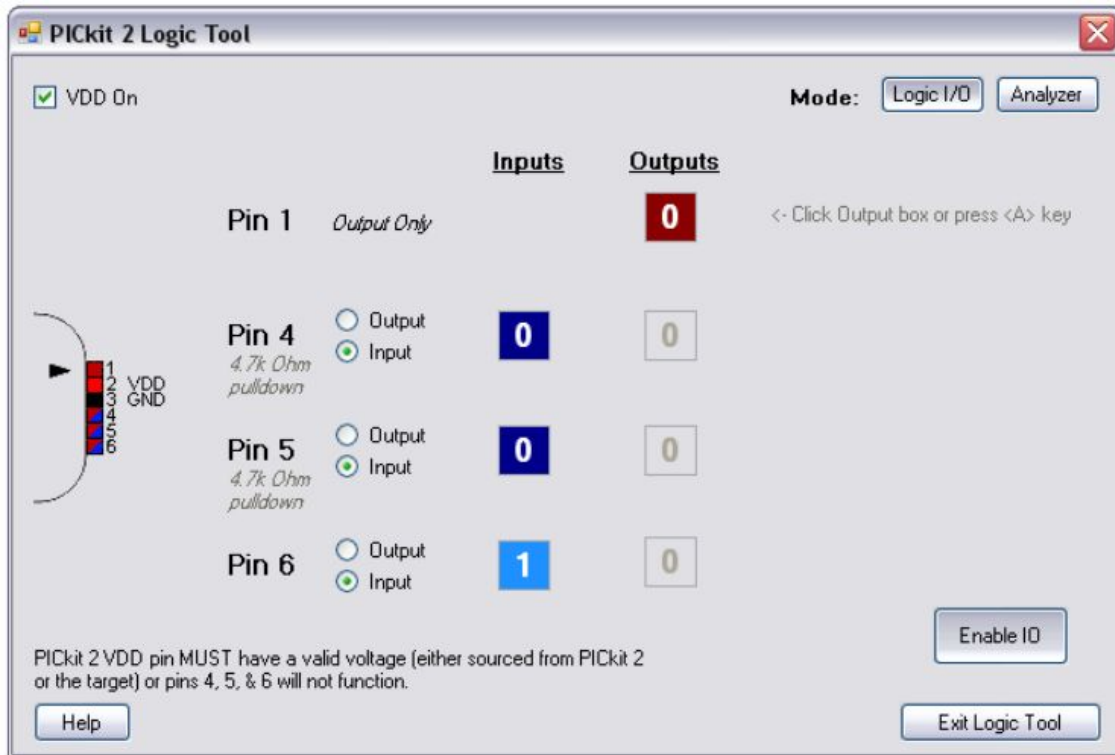 PICkit 2 Logic Tool
VDD On
Mode: Logic I/O Analyzer
Inputs Outputs
Pin 1 Output Only 0 <- Click Output box or press <A> key
Pin 4
4.7k Ohm
pulldown
Output
Input
0 0
1
2 VDD
3 GND
4
5
6
Pin 5
4.7k Ohm
pulldown
Output
Input
0 0
Pin 6
Output
Input
1 0
Enable IO
PICkit 2 VDD pin MUST have a valid voltage (either sourced from PICkit 2
or the target) or pins 4, 5, & 6 will not function.
Help Exit Logic Tool